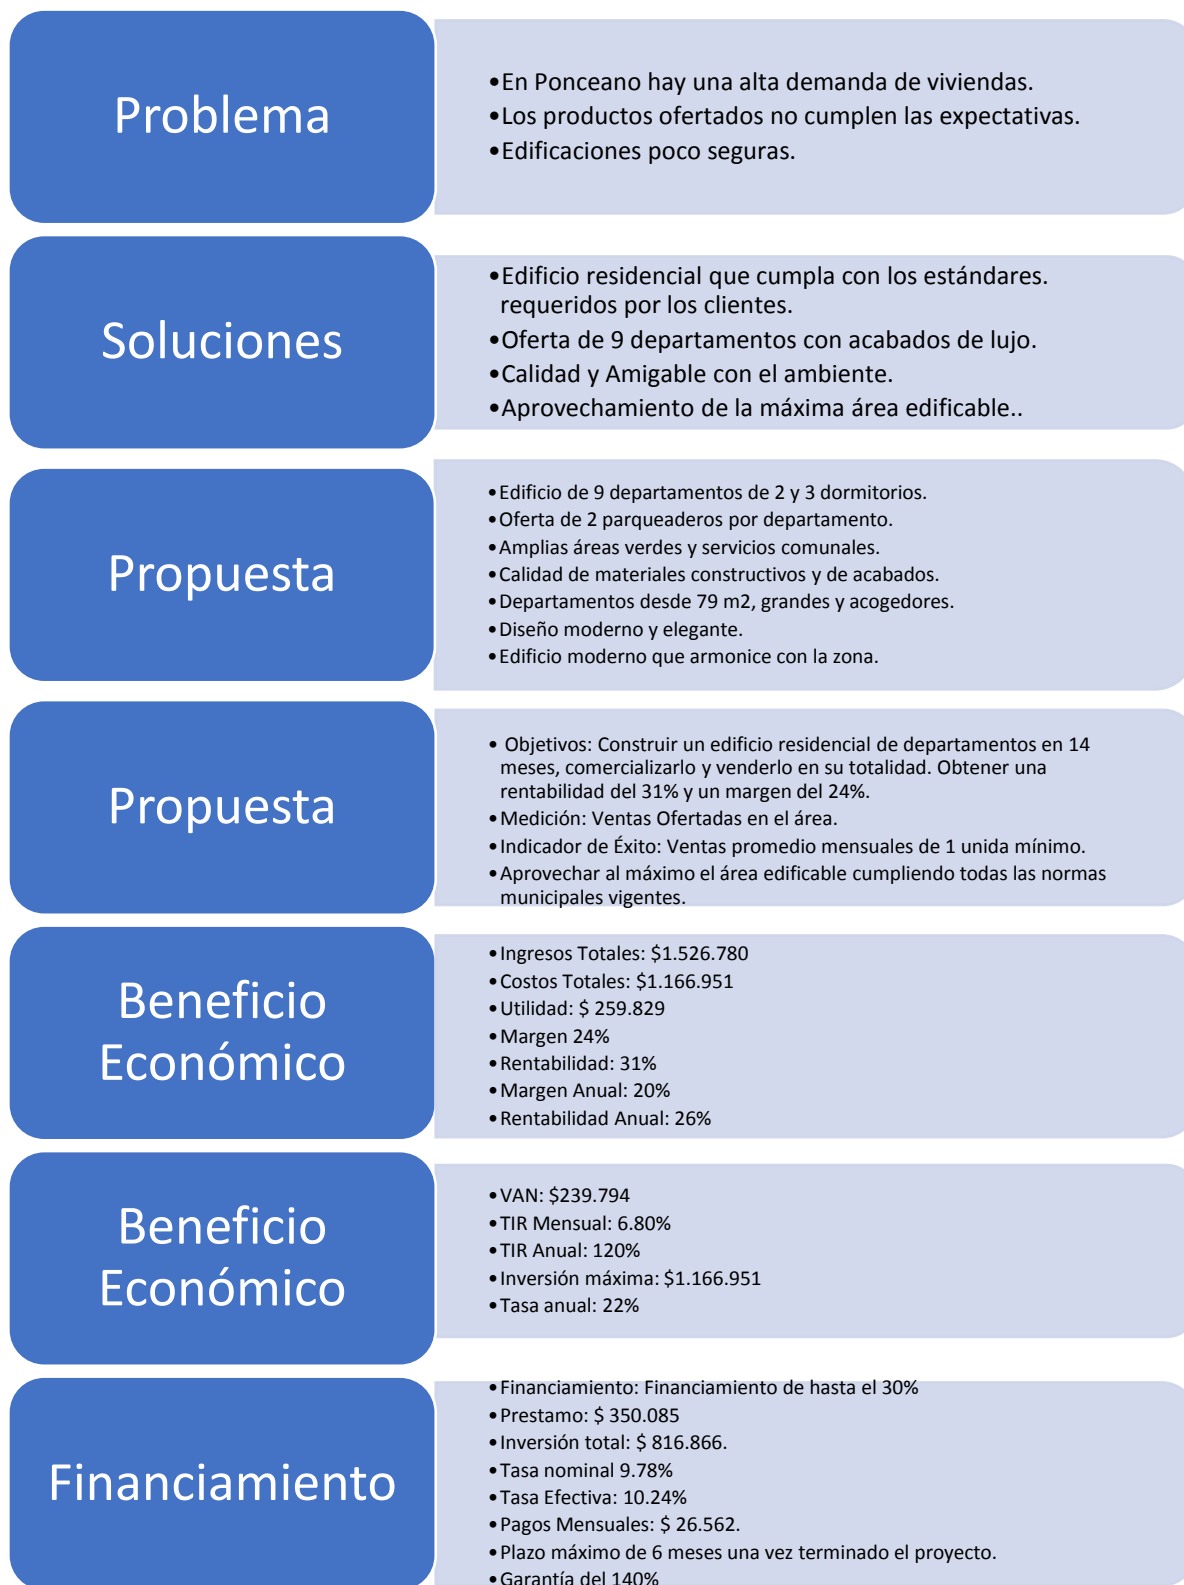 Problema
•En Ponceano hay una alta demanda de viviendas.
•Los productos ofertados no cumplen las expectativas.
•Edificaciones poco seguras.
Soluciones
•Edificio residencial que cumpla con los estándares.
requeridos por los clientes.
•Oferta de 9 departamentos con acabados de lujo.
•Calidad y Amigable con el ambiente.
•Aprovechamiento de la máxima área edificable..
Propuesta
•Edificio de 9 departamentos de 2 y 3 dormitorios.
•Oferta de 2 parqueaderos por departamento.
•Amplias áreas verdes y servicios comunales.
•Calidad de materiales constructivos y de acabados.
•Departamentos desde 79 m2, grandes y acogedores.
•Diseño moderno y elegante.
•Edificio moderno que armonice con la zona.
Propuesta
• Objetivos: Construir un edificio residencial de departamentos en 14
meses, comercializarlo y venderlo en su totalidad. Obtener una
rentabilidad del 31% y un margen del 24%.
•Medición: Ventas Ofertadas en el área.
•Indicador de Éxito: Ventas promedio mensuales de 1 unida mínimo.
•Aprovechar al máximo el área edificable cumpliendo todas las normas
municipales vigentes.
Beneficio
Económico
•Ingresos Totales: $1.526.780
•Costos Totales: $1.166.951
•Utilidad: $ 259.829
•Margen 24%
•Rentabilidad: 31%
•Margen Anual: 20%
•Rentabilidad Anual: 26%
Beneficio
Económico
•VAN: $239.794
•TIR Mensual: 6.80%
•TIR Anual: 120%
•Inversión máxima: $1.166.951
•Tasa anual: 22%
Financiamiento
•Financiamiento: Financiamiento de hasta el 30%
•Prestamo: $ 350.085
•Inversión total: $ 816.866.
•Tasa nominal 9.78%
•Tasa Efectiva: 10.24%
•Pagos Mensuales: $ 26.562.
•Plazo máximo de 6 meses una vez terminado el proyecto.
•Garantía del 140%